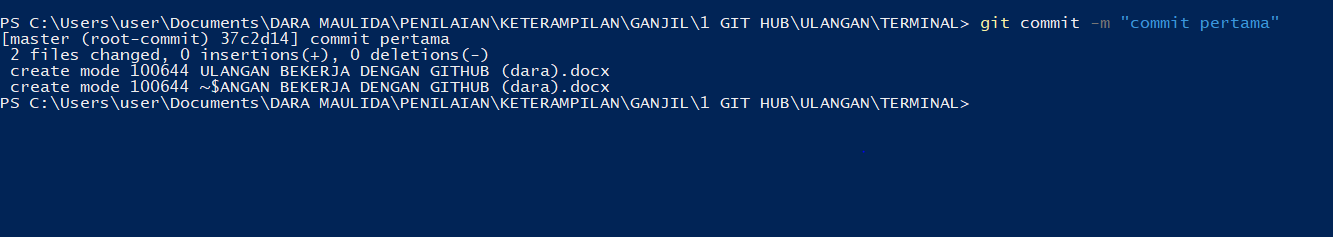 PS C:\Users\user\Documents\DARA MAULIDA\PENILAIAN\KETERAMPILAN\GANJIL\1 GIT HUB\ULANGAN\TERMINAL> git commit -m "commit pertama"
[master (root-commit) 37c2d14] commit pertama
 2 files changed, 0 insertions(+), 0 deletions(-)
 create mode 100644 ULANGAN BEKERJA DENGAN GITHUB (dara).docx
 create mode 100644 ~$ANGAN BEKERJA DENGAN GITHUB (dara).docx
PS C:\Users\user\Documents\DARA MAULIDA\PENILAIAN\KETERAMPILAN\GANJIL\1 GIT HUB\ULANGAN\TERMINAL>